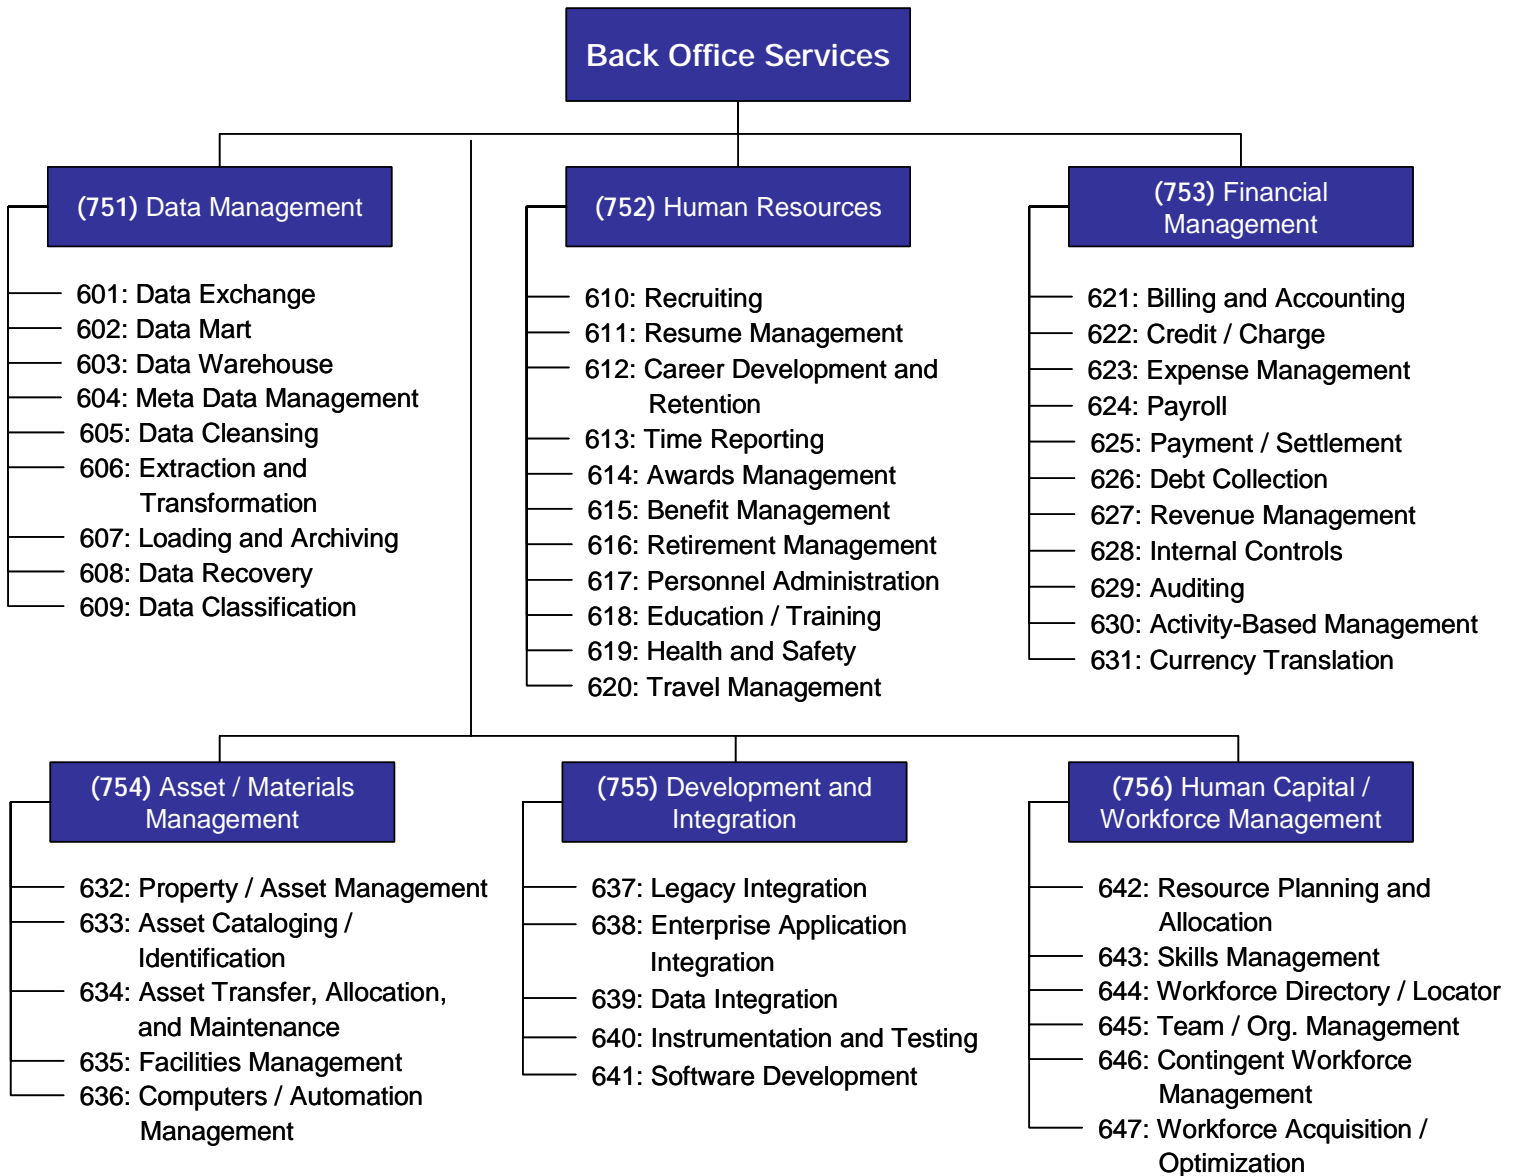 Back Office Services
(751) Data Management
601: Data Exchange
602: Data Mart
603: Data Warehouse
604: Meta Data Management
605: Data Cleansing
606: Extraction and
Transformation
607: Loading and Archiving
608: Data Recovery
609: Data Classification
(752) Human Resources
610: Recruiting
611: Resume Management
612: Career Development and
Retention
613: Time Reporting
614: Awards Management
615: Benefit Management
616: Retirement Management
617: Personnel Administration
618: Education / Training
619: Health and Safety
620: Travel Management
(753) Financial
Management
621: Billing and Accounting
622: Credit / Charge
623: Expense Management
624: Payroll
625: Payment / Settlement
626: Debt Collection
627: Revenue Management
628: Internal Controls
629: Auditing
630: Activity-Based Management
631: Currency Translation
(754) Asset / Materials
Management
632: Property / Asset Management
633: Asset Cataloging /
Identification
634: Asset Transfer, Allocation,
and Maintenance
635: Facilities Management
636: Computers / Automation
Management
(755) Development and
Integration
637: Legacy Integration
638: Enterprise Application
Integration
639: Data Integration
640: Instrumentation and Testing
641: Software Development
(756) Human Capital /
Workforce Management
642: Resource Planning and
Allocation
643: Skills Management
644: Workforce Directory / Locator
645: Team / Org. Management
646: Contingent Workforce
Management
647: Workforce Acquisition /
Optimization